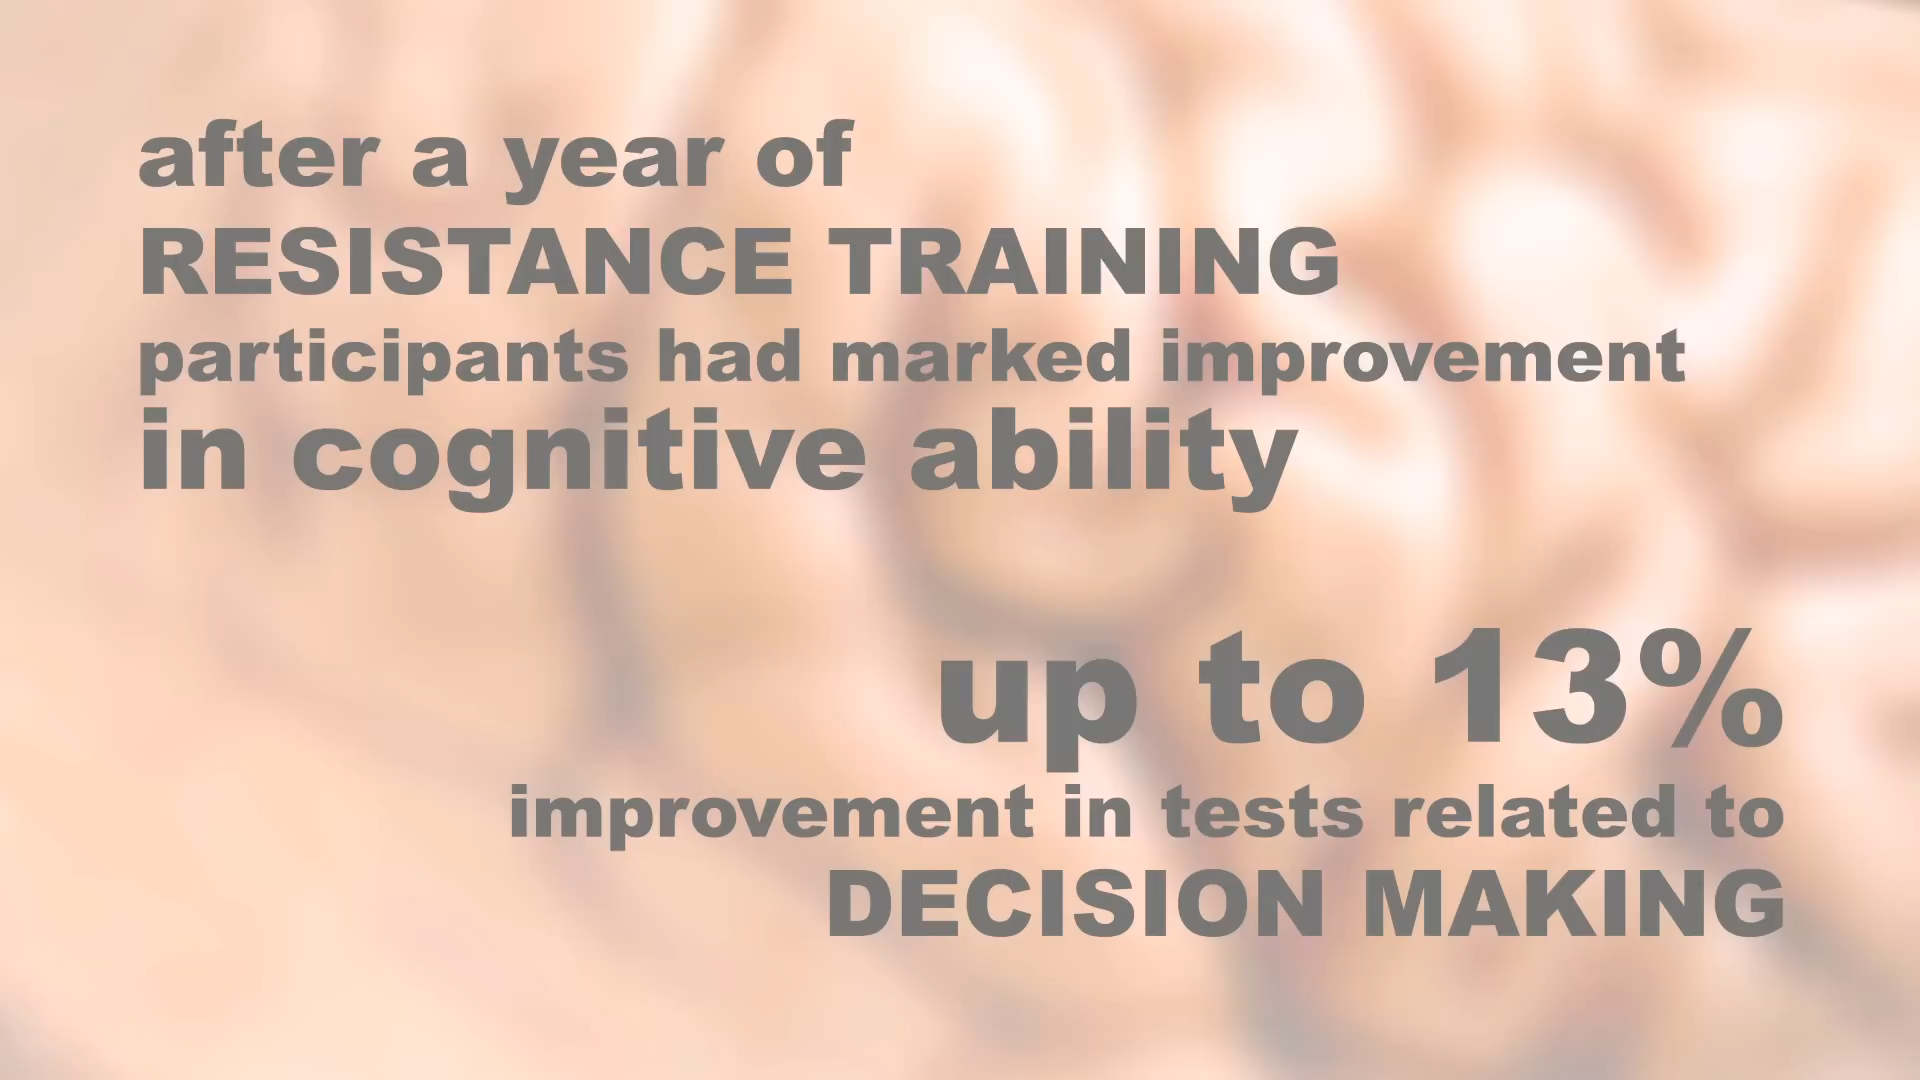 after a year of
RESISTANCE TRAINING
participants had marked improvement
in cognitive ability
up to 13%
improvement in tests related to
DECISION MAKING